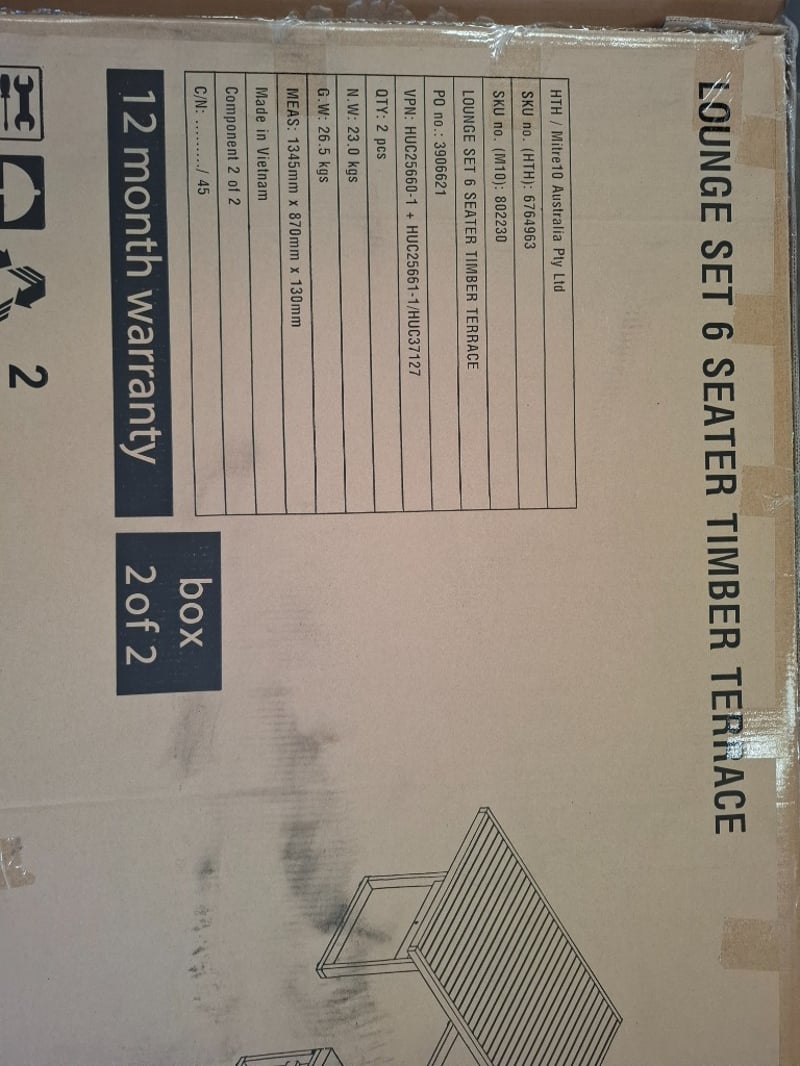 LOUNGE SET 6 SEATER TIMBER TERRACE
HTH / Mitre10 Australia Pty Ltd
SKU no. (HTH): 6764963
SKU no. (M10): 802230
LOUNGE SET 6 SEATER TIMBER TERRACE
PO no.: 3906621
VPN: HUC25660-1 + HUC25661-1/HUC37127
QTY: 2 pcs
N.W: 23.0 kgs
G.W: 26.5 kgs
MEAS: 1345mm x 870mm x 130mm
Made in Vietnam
Component 2 of 2
C/N: ........./ 45
12 month warranty
box
2 of 2
2